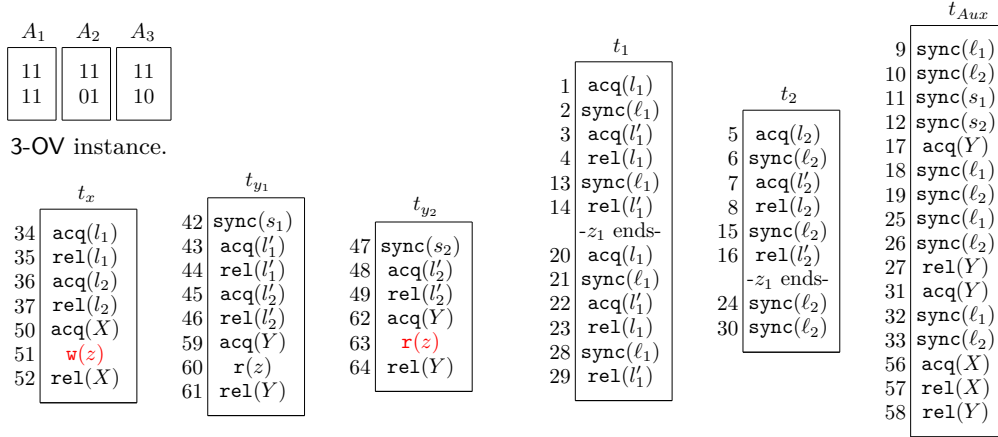 A₁ A₂ A₃
11 11 11
11 01 10
3-OV instance.
t_x
34 acq(l₁)
35 rel(l₁)
36 acq(l₂)
37 rel(l₂)
50 acq(X)
51 w(z)
52 rel(X)
t_{y₁}
42 sync(s₁)
43 acq(l′₁)
44 rel(l′₁)
45 acq(l′₂)
46 rel(l′₂)
59 acq(Y)
60 r(z)
61 rel(Y)
t_{y₂}
47 sync(s₂)
48 acq(l′₂)
49 rel(l′₂)
62 acq(Y)
63 r(z)
64 rel(Y)
t₁
1 acq(l₁)
2 sync(ℓ₁)
3 acq(l′₁)
4 rel(l₁)
13 sync(ℓ₁)
14 rel(l′₁)
-z₁ ends-
20 acq(l₁)
21 sync(ℓ₁)
22 acq(l′₁)
23 rel(l₁)
28 sync(ℓ₁)
29 rel(l′₁)
t₂
5 acq(l₂)
6 sync(ℓ₂)
7 acq(l′₂)
8 rel(l₂)
15 sync(ℓ₂)
16 rel(l′₂)
-z₁ ends-
24 sync(ℓ₂)
30 sync(ℓ₂)
t_{Aux}
9 sync(ℓ₁)
10 sync(ℓ₂)
11 sync(s₁)
12 sync(s₂)
17 acq(Y)
18 sync(ℓ₁)
19 sync(ℓ₂)
25 sync(ℓ₁)
26 sync(ℓ₂)
27 rel(Y)
31 acq(Y)
32 sync(ℓ₁)
33 sync(ℓ₂)
56 acq(X)
57 rel(X)
58 rel(Y)